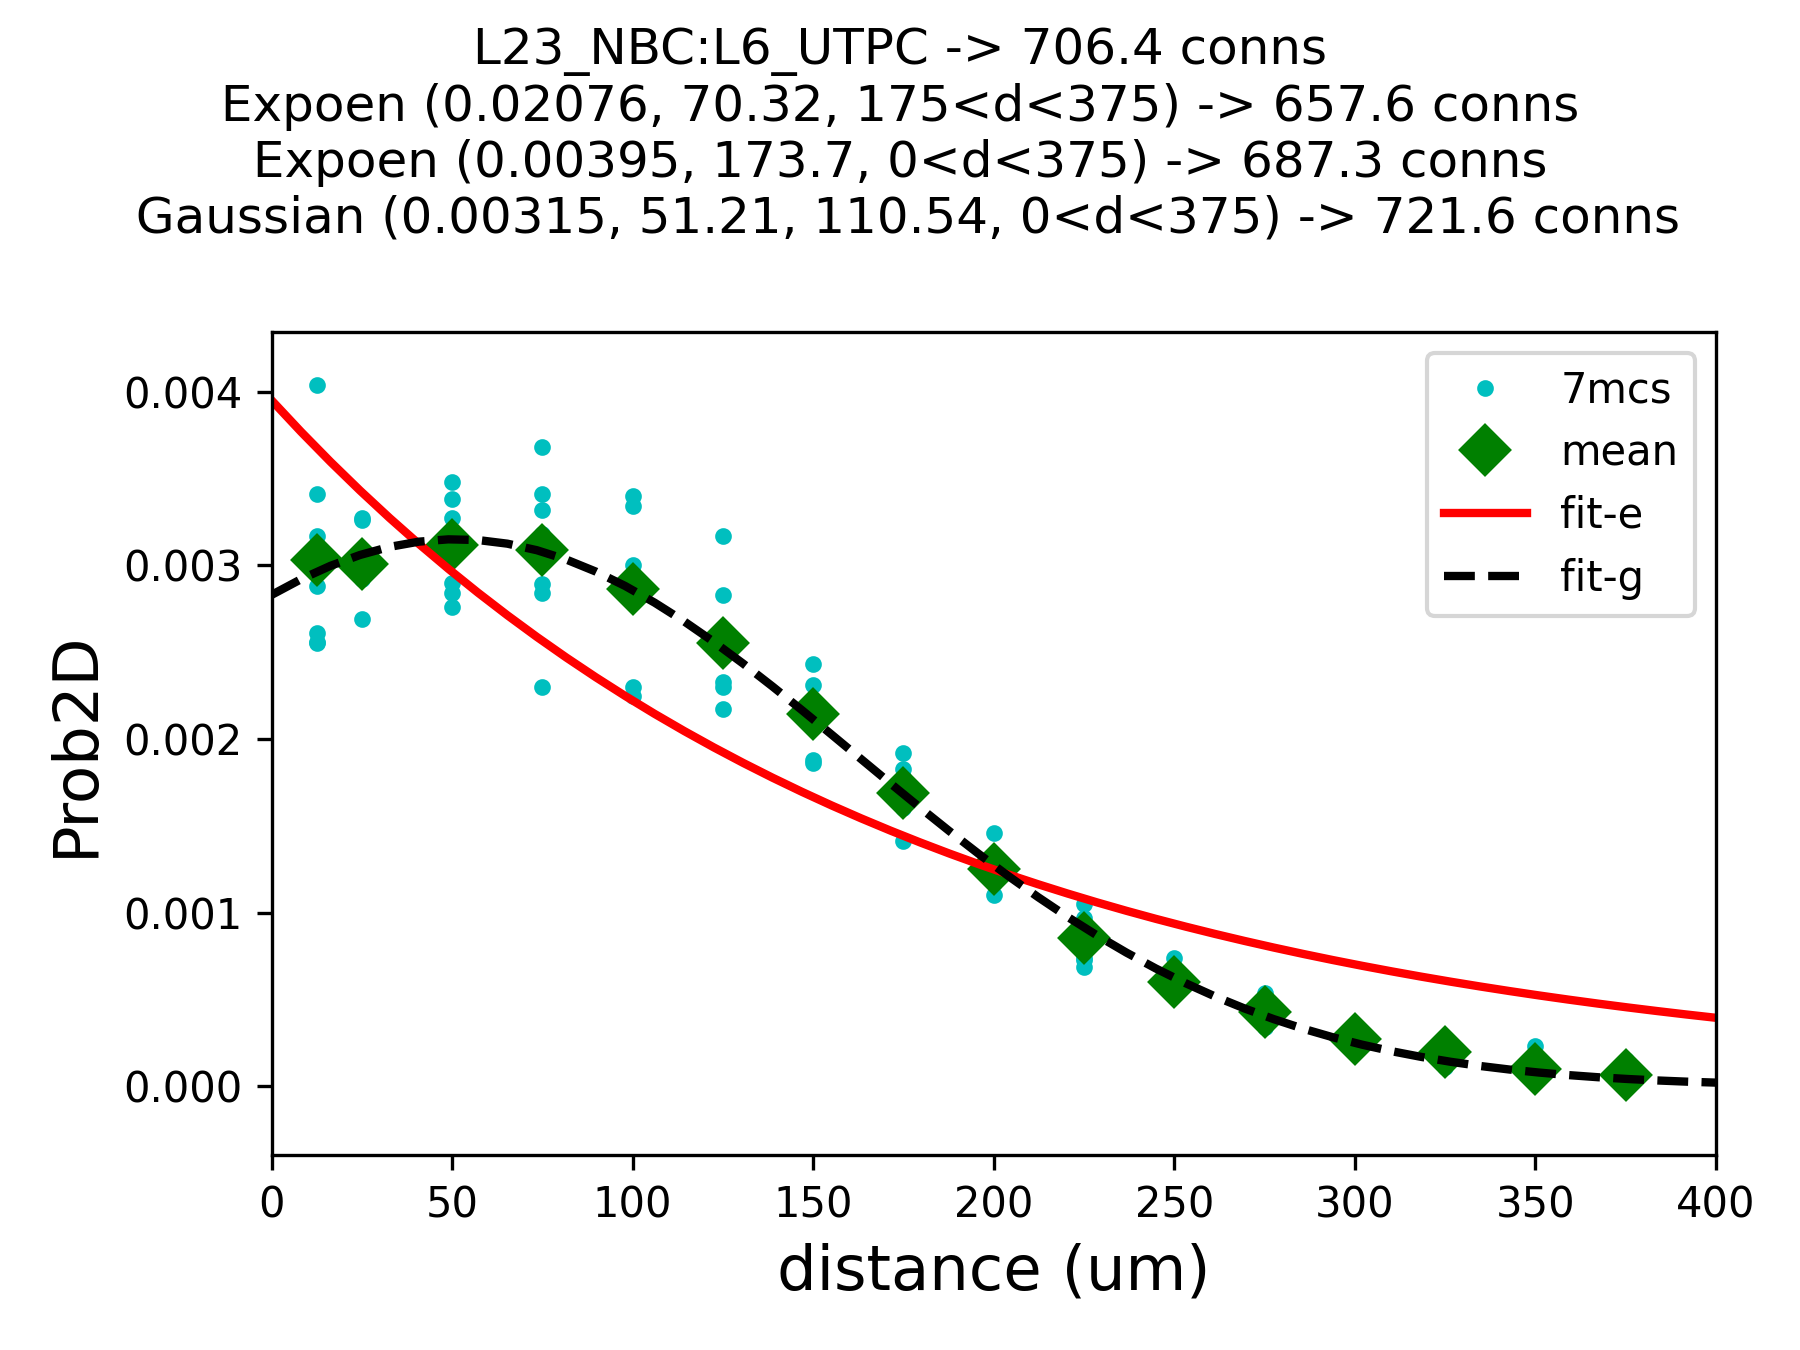 L23_NBC:L6_UTPC -> 706.4 conns
Expoen (0.02076, 70.32, 175<d<375) -> 657.6 conns
Expoen (0.00395, 173.7, 0<d<375) -> 687.3 conns
Gaussian (0.00315, 51.21, 110.54, 0<d<375) -> 721.6 conns
7mcs
mean
fit-e
fit-g
Prob2D
0.004
0.003
0.002
0.001
0.000
0 50 100 150 200 250 300 350 400
distance (um)